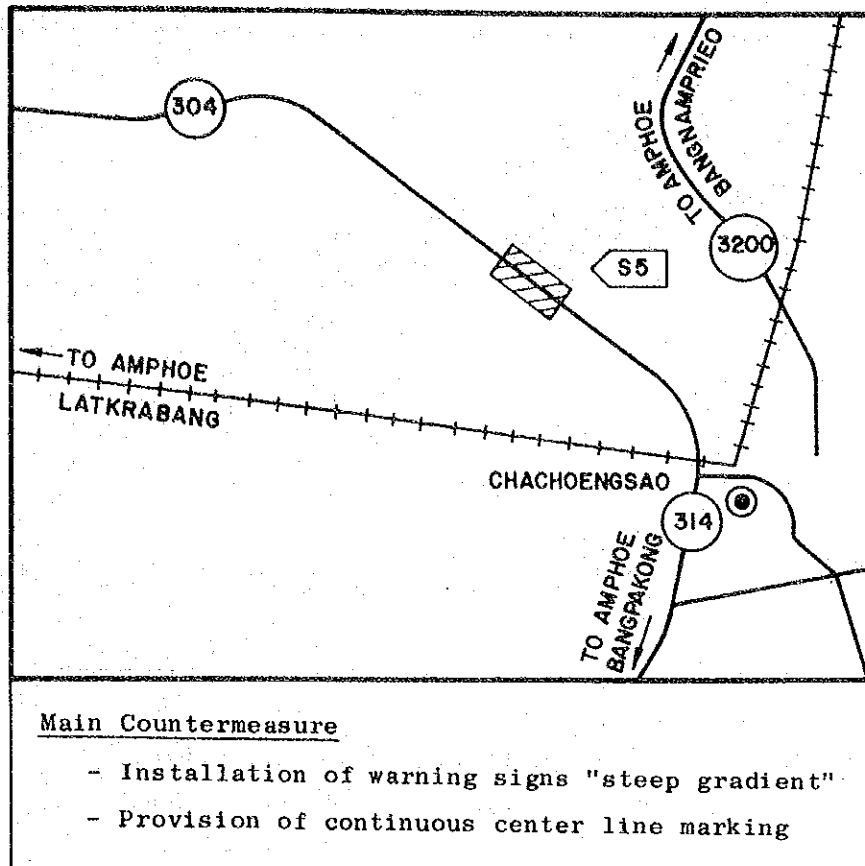 304
TO AMPHOE
BANGNAMPRIEO
3200
S5
TO AMPHOE
LATKRABANG
CHACHOENGSAO
314
TO AMPHOE
BANGPAKONG
Main Countermeasure
- Installation of warning signs "steep gradient"
- Provision of continuous center line marking